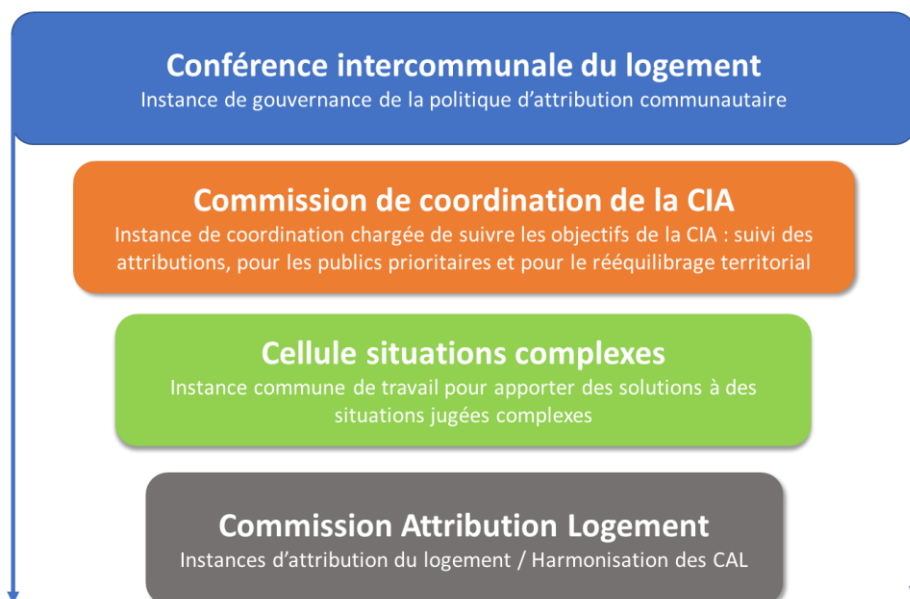 Conférence intercommunale du logement
Instance de gouvernance de la politique d’attribution communautaire
Commission de coordination de la CIA
Instance de coordination chargée de suivre les objectifs de la CIA : suivi des
attributions, pour les publics prioritaires et pour le rééquilibrage territorial
Cellule situations complexes
Instance commune de travail pour apporter des solutions à des
situations jugées complexes
Commission Attribution Logement
Instances d’attribution du logement / Harmonisation des CAL